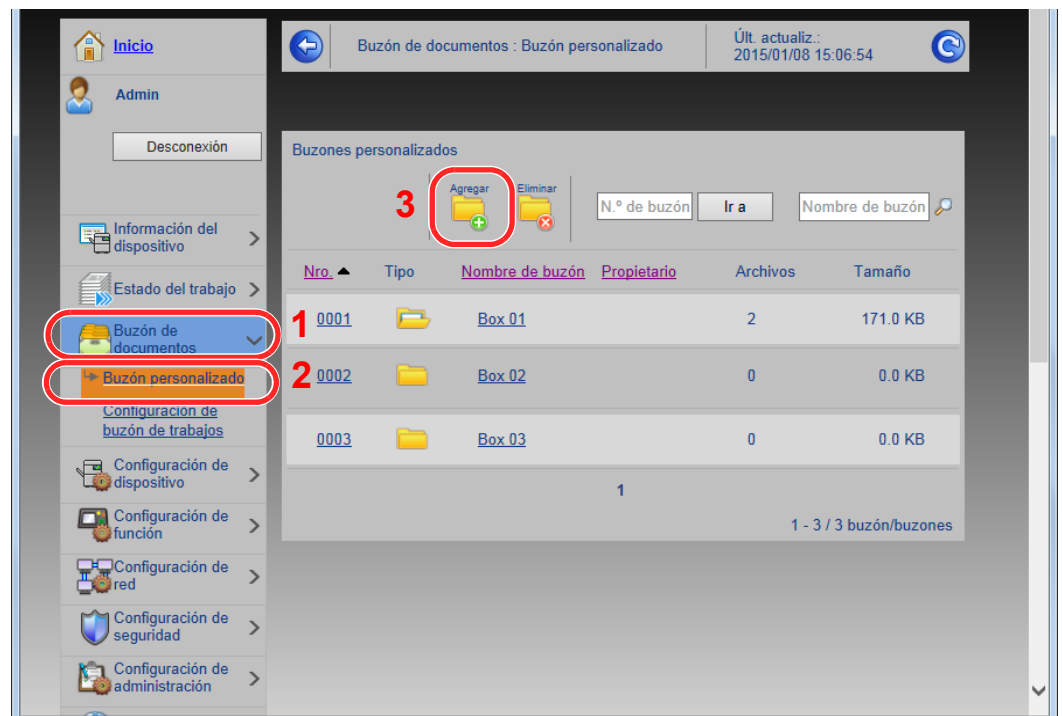 Inicio
Admin
Desconexión
Información del
dispositivo
Estado del trabajo
Buzón de
documentos
1
Buzón personalizado
2
Configuración de
buzón de trabajos
Configuración de
dispositivo
Configuración de
función
Configuración de
red
Configuración de
seguridad
Configuración de
administración
Buzón de documentos : Buzón personalizado
Últ. actualiz.:
2015/01/08 15:06:54
Buzones personalizados
3
Agregar
Eliminar
N.º de buzón
Ir a
Nombre de buzón
Nro. Tipo Nombre de buzón Propietario Archivos Tamaño
0001 Box 01 2 171.0 KB
0002 Box 02 0 0.0 KB
0003 Box 03 0 0.0 KB
1
1 - 3 / 3 buzón/buzones